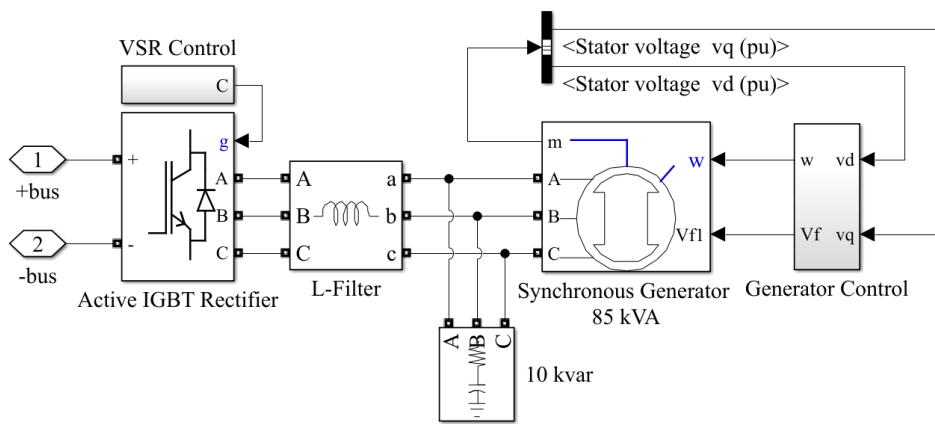 VSR Control
C
<Stator voltage vq (pu)>
<Stator voltage vd (pu)>
g
m
w
w
vd
1
+
A
A
a
A
+bus
B
B
b
B
2
-
C
C
c
C
Vf1
Vf
vq
-bus
Active IGBT Rectifier
L-Filter
Synchronous Generator
85 kVA
Generator Control
A
B
C
10 kvar